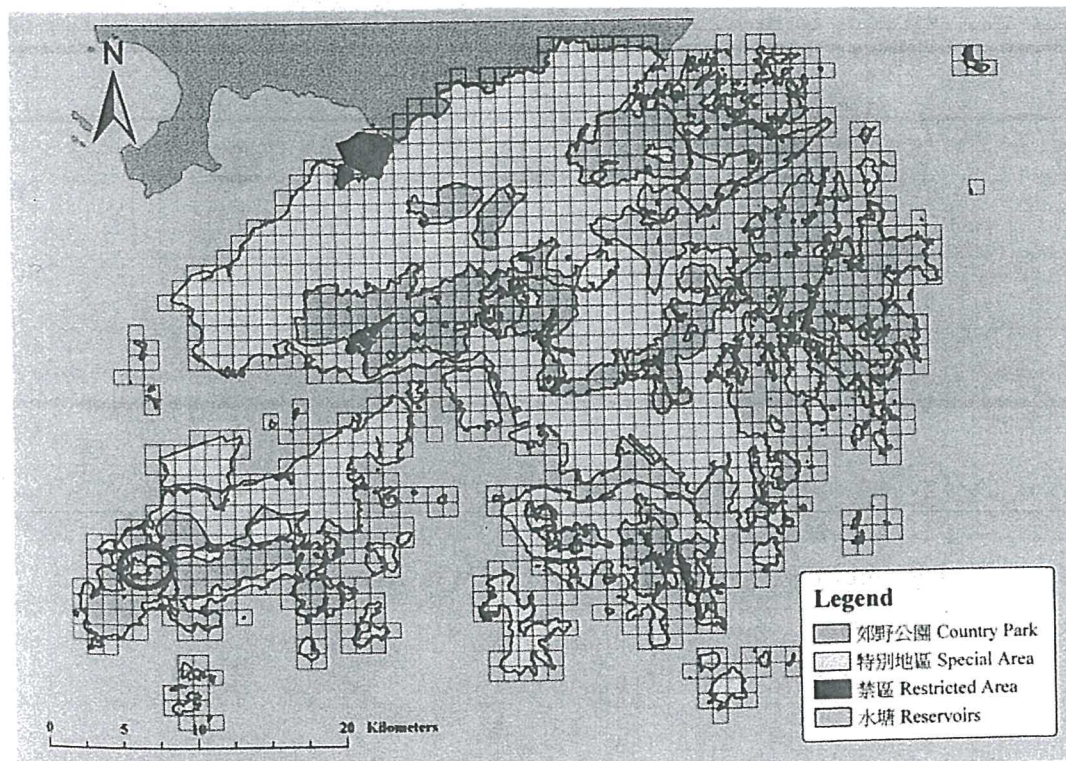 N
Legend
郊野公園 Country Park
特別地區 Special Area
禁區 Restricted Area
水塘 Reservoirs
0 5 10 20 Kilometers